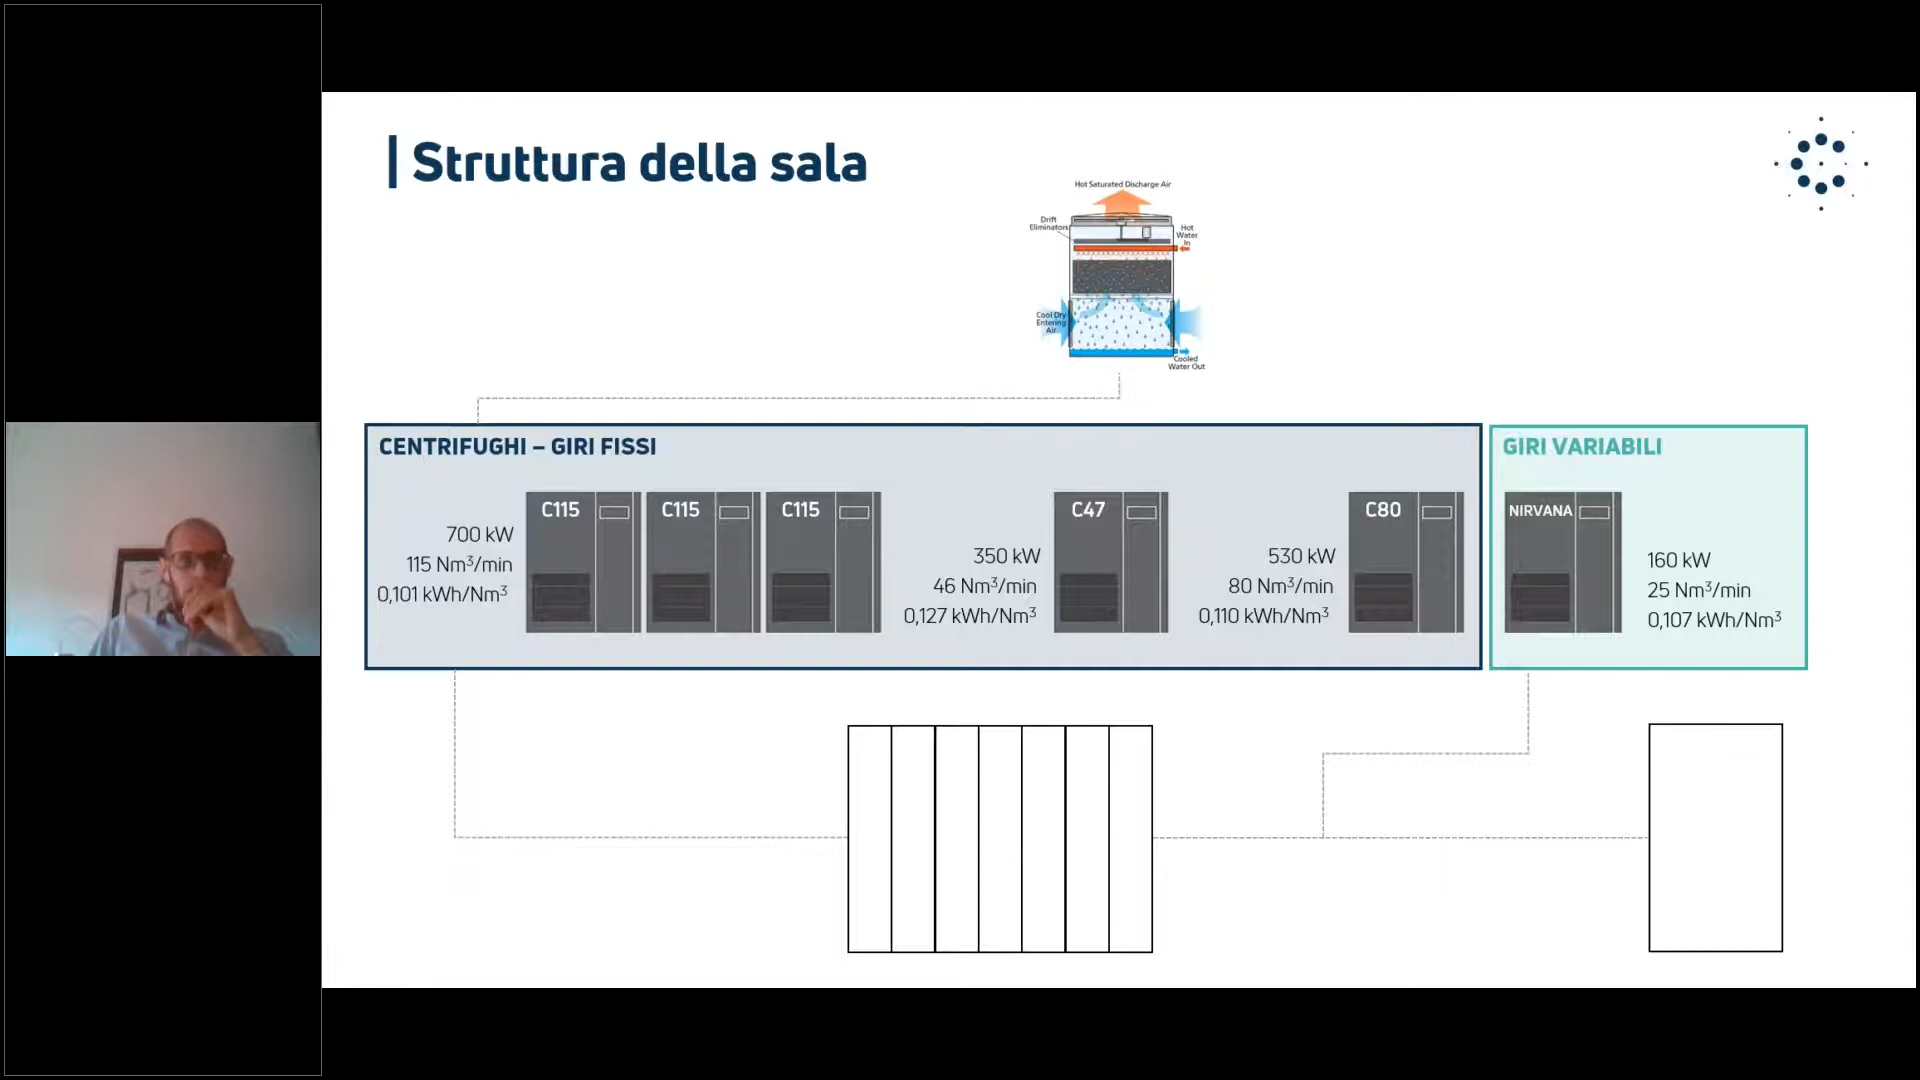 Struttura della sala
Hot Saturated Discharge Air
Drift
Eliminators
Hot
Water
In
Cool Dry
Entering
Air
Cooled
Water Out
CENTRIFUGHI – GIRI FISSI
700 kW
115 Nm³/min
0,101 kWh/Nm³
C115
C115
C115
350 kW
46 Nm³/min
0,127 kWh/Nm³
C47
530 kW
80 Nm³/min
0,110 kWh/Nm³
C80
GIRI VARIABILI
NIRVANA
160 kW
25 Nm³/min
0,107 kWh/Nm³